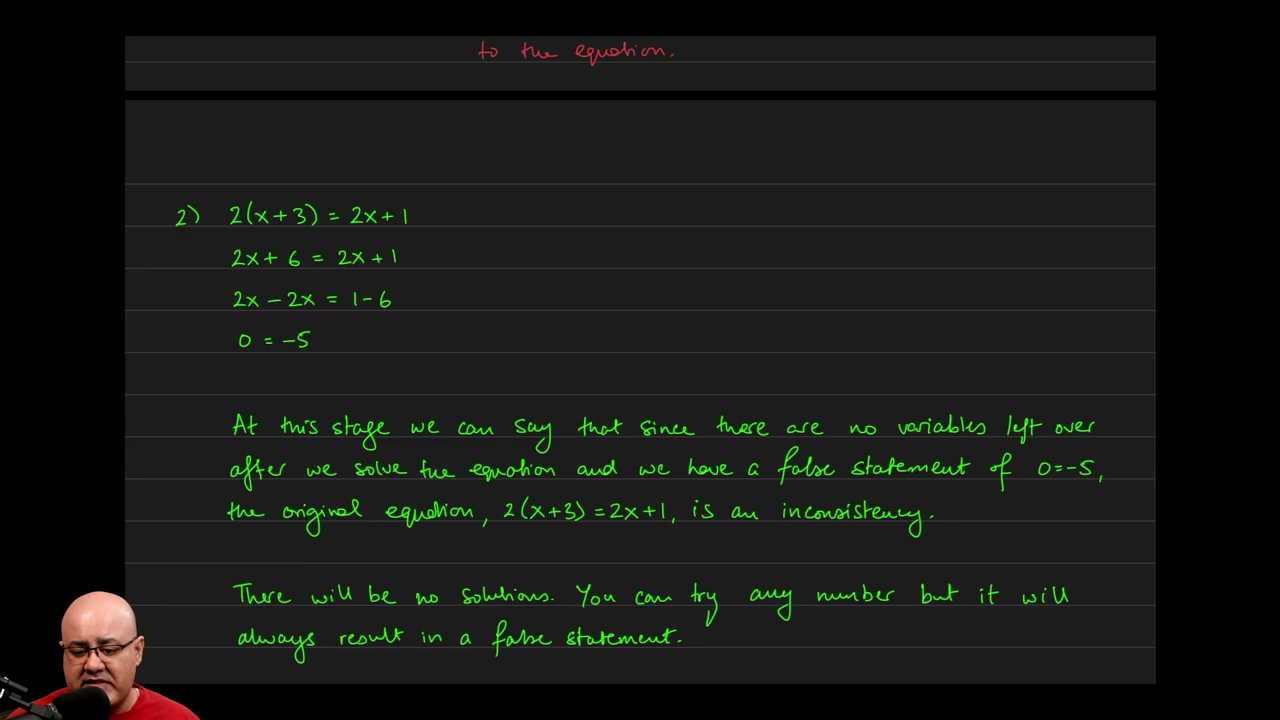 to the equation.
2) 2(x+3) = 2x+1
2x+ 6 = 2x + 1
2x - 2x = 1-6
0 = -5
At this stage we can say that since there are no variables left over
after we solve the equation and we have a false statement of 0=-5,
the original equation, 2(x+3)=2x+1, is an inconsistency.
There will be no solutions. You can try any number but it will
always result in a false statement.